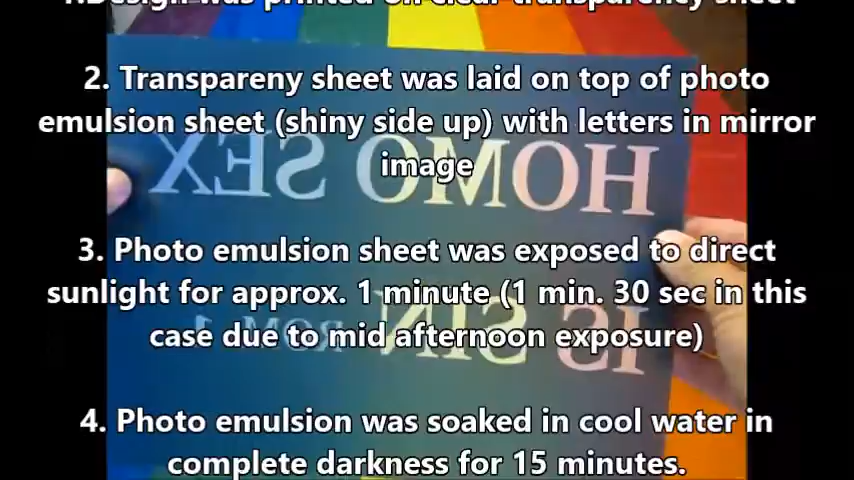 1.Design was printed on clear transparency sheet
2. Transpareny sheet was laid on top of photo
emulsion sheet (shiny side up) with letters in mirror
image
3. Photo emulsion sheet was exposed to direct
sunlight for approx. 1 minute (1 min. 30 sec in this
case due to mid afternoon exposure)
4. Photo emulsion was soaked in cool water in
complete darkness for 15 minutes.
HOMO SEX
IS SIN
ROM 1